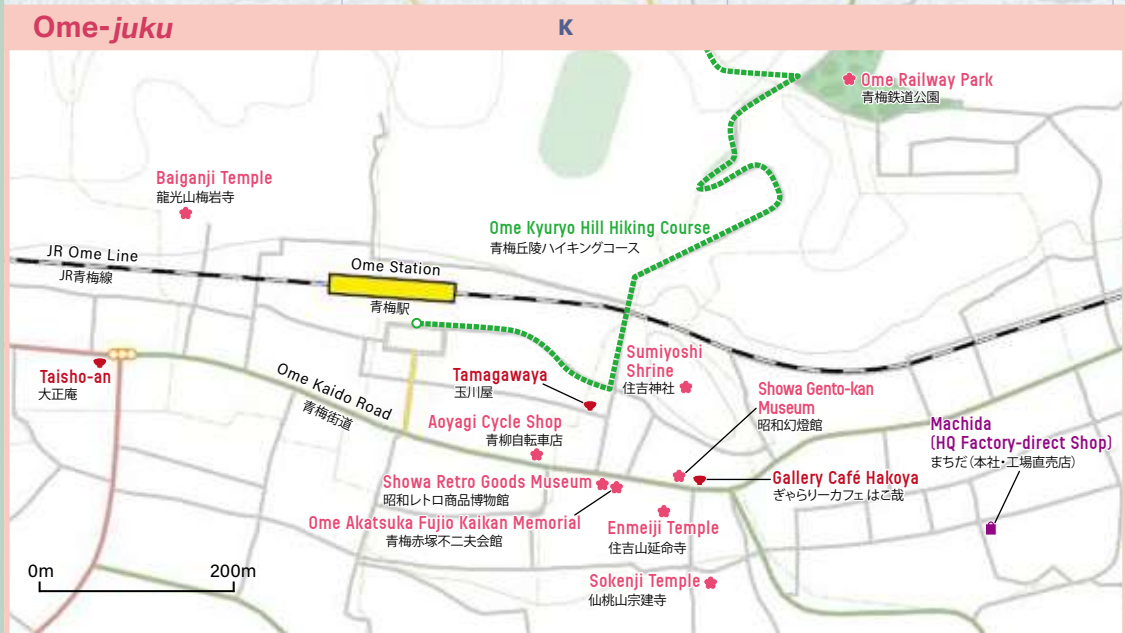 Ome-juku
K
Ome Railway Park
青梅鉄道公園
Baiganji Temple
龍光山梅岩寺
Ome Kyuryo Hill Hiking Course
青梅丘陵ハイキングコース
JR Ome Line
JR青梅線
Ome Station
青梅駅
Taisho-an
大正庵
Ome Kaido Road
青梅街道
Tamagawaya
玉川屋
Sumiyoshi
Shrine
住吉神社
Aoyagi Cycle Shop
青柳自転車店
Showa Gento-kan
Museum
昭和幻燈館
Machida
(HQ Factory-direct Shop)
まちだ（本社・工場直売店）
Showa Retro Goods Museum
昭和レトロ商品博物館
Gallery Café Hakoya
ぎゃらりーカフェ はこ哉
Ome Akatsuka Fujio Kaikan Memorial
青梅赤塚不二夫会館
Enmeiji Temple
住吉山延命寺
Sokenji Temple
仙桃山宗建寺
0m
200m